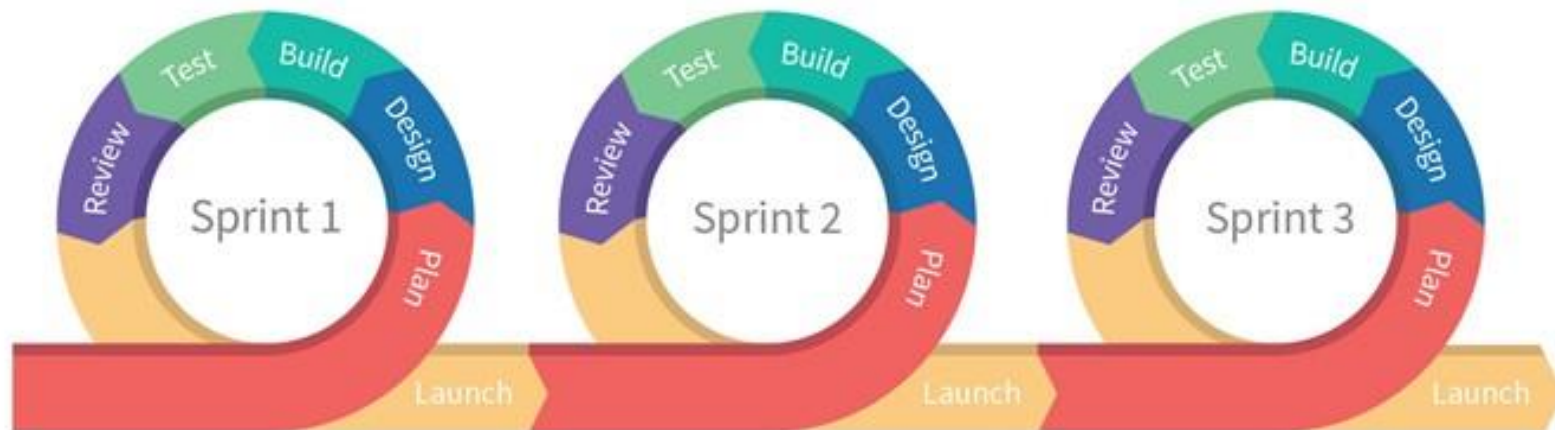 Test
Build
Design
Review
Sprint 1
Plan
Launch
Test
Build
Design
Review
Sprint 2
Plan
Launch
Test
Build
Design
Review
Sprint 3
Plan
Launch